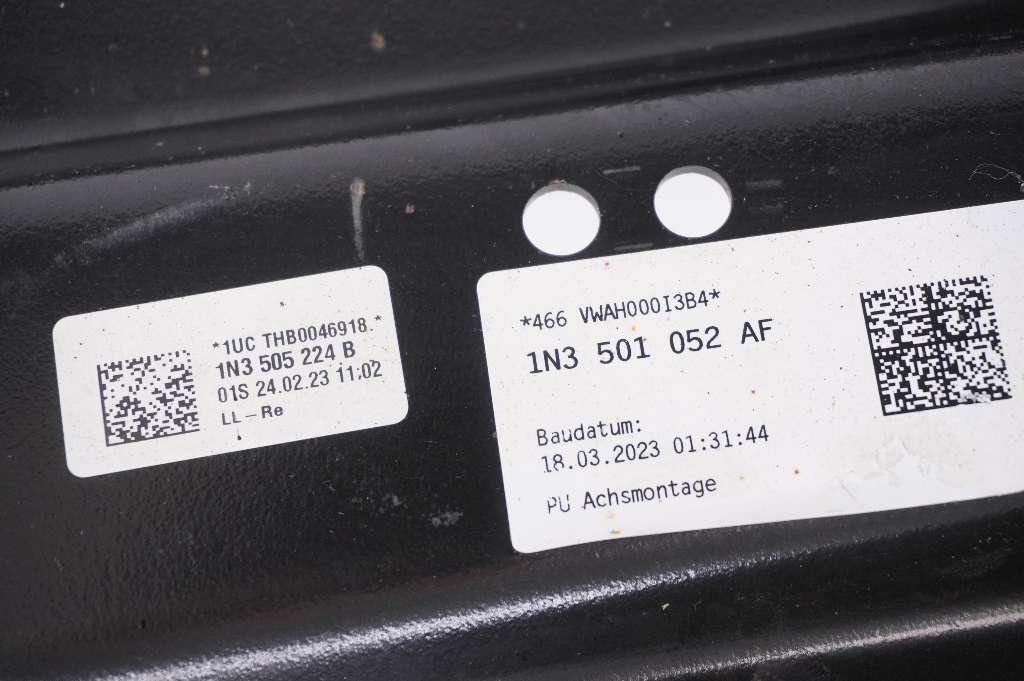 *1UC THB0046918.*
1N3 505 224 B
01S 24.02.23 11:02
LL-Re
*466 VWAH000I3B4*
1N3 501 052 AF
Baudatum:
18.03.2023 01:31:44
PU Achsmontage